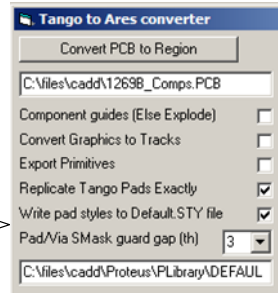 Tango to Ares converter
Convert PCB to Region
C:\files\cadd\1269B_Comps.PCB
Component guides (Else Explode)
Convert Graphics to Tracks
Export Primitives
Replicate Tango Pads Exactly
Write pad styles to Default.STY file
Pad/Via SMask guard gap (th) 3
C:\files\cadd\Proteus\PLibrary\DEFAUL